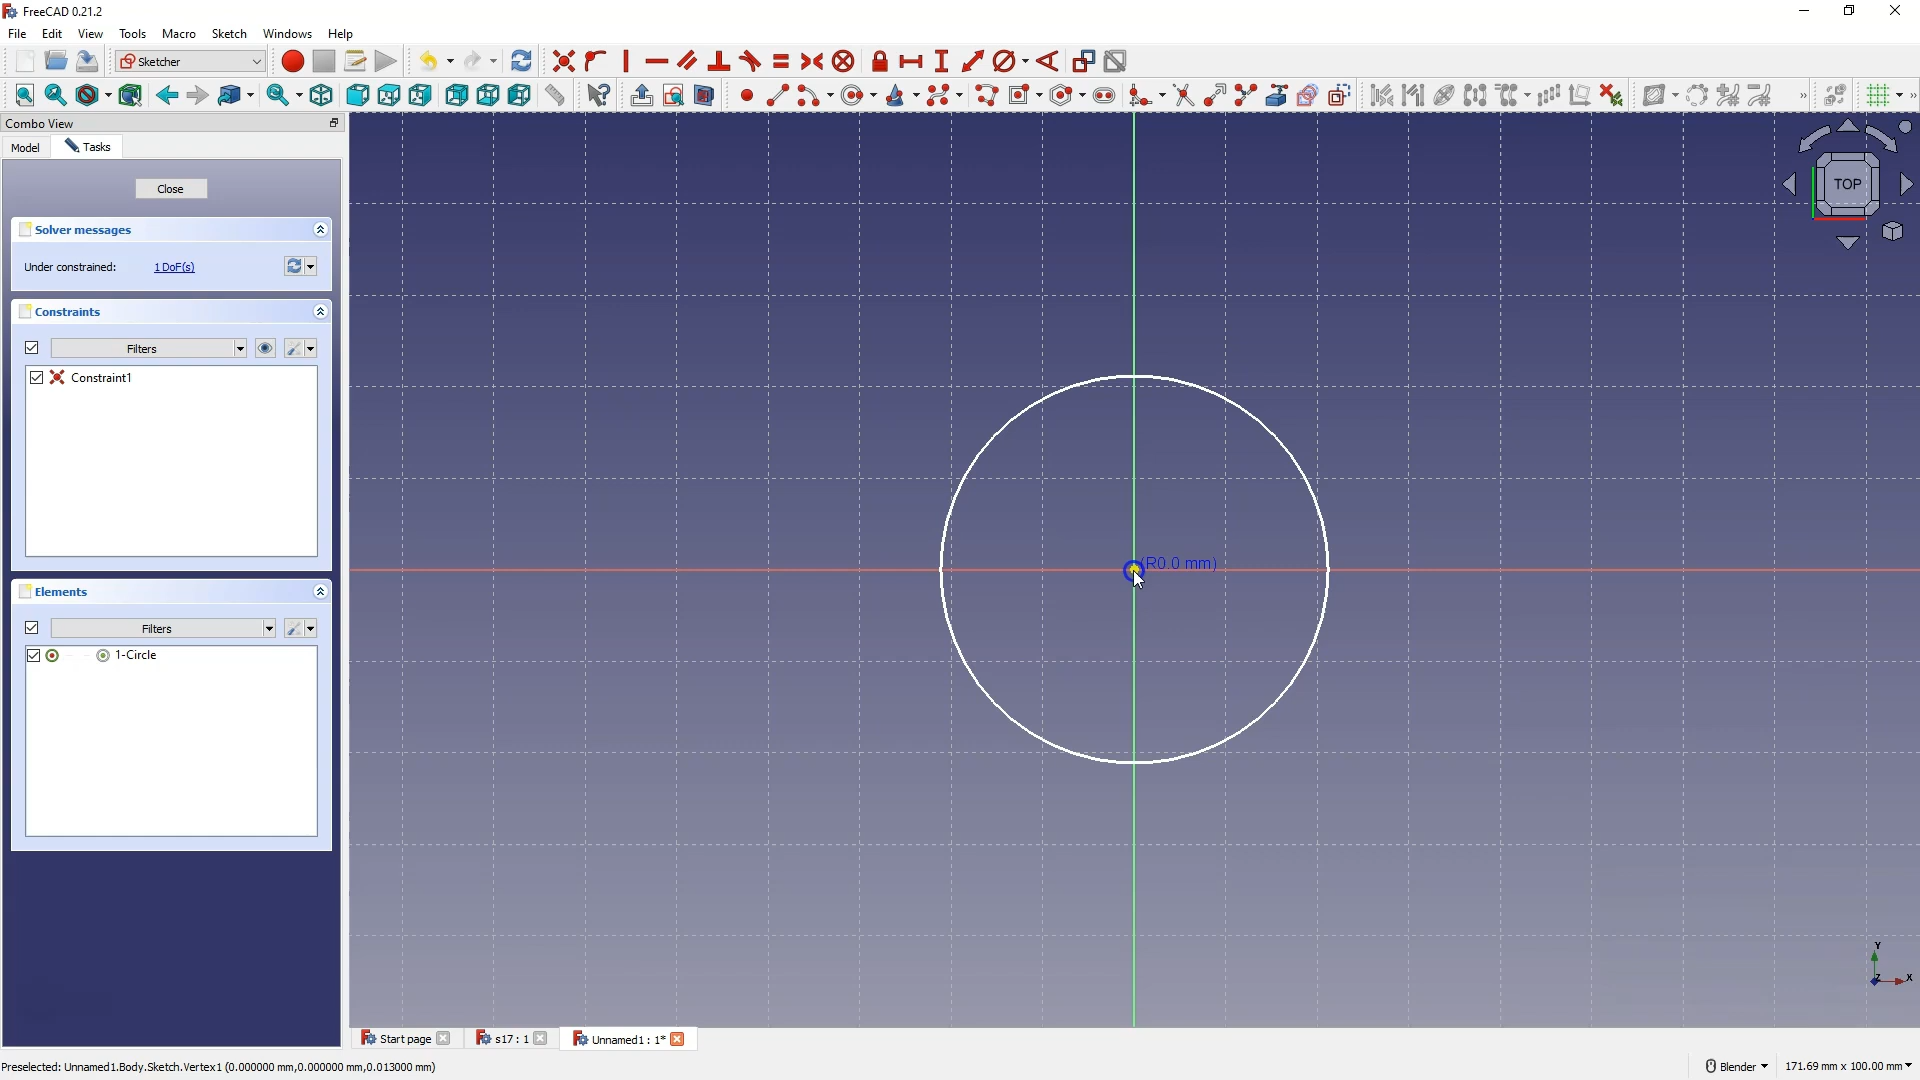 FreeCAD 0.21.2
File Edit View Tools Macro Sketch Windows Help
Sketcher
Combo View
Model Tasks
Close
Solver messages
Under constrained: 1 DoF(s)
Constraints
Filters
Constraint1
Elements
Filters
1-Circle
(R0.0 mm)
TOP
Y
Z X
Start page s17 : 1 Unnamed1 : 1*
Preselected: Unnamed1.Body.Sketch.Vertex1 (0.000000 mm,0.000000 mm,0.013000 mm)
Blender 171.69 mm x 100.00 mm